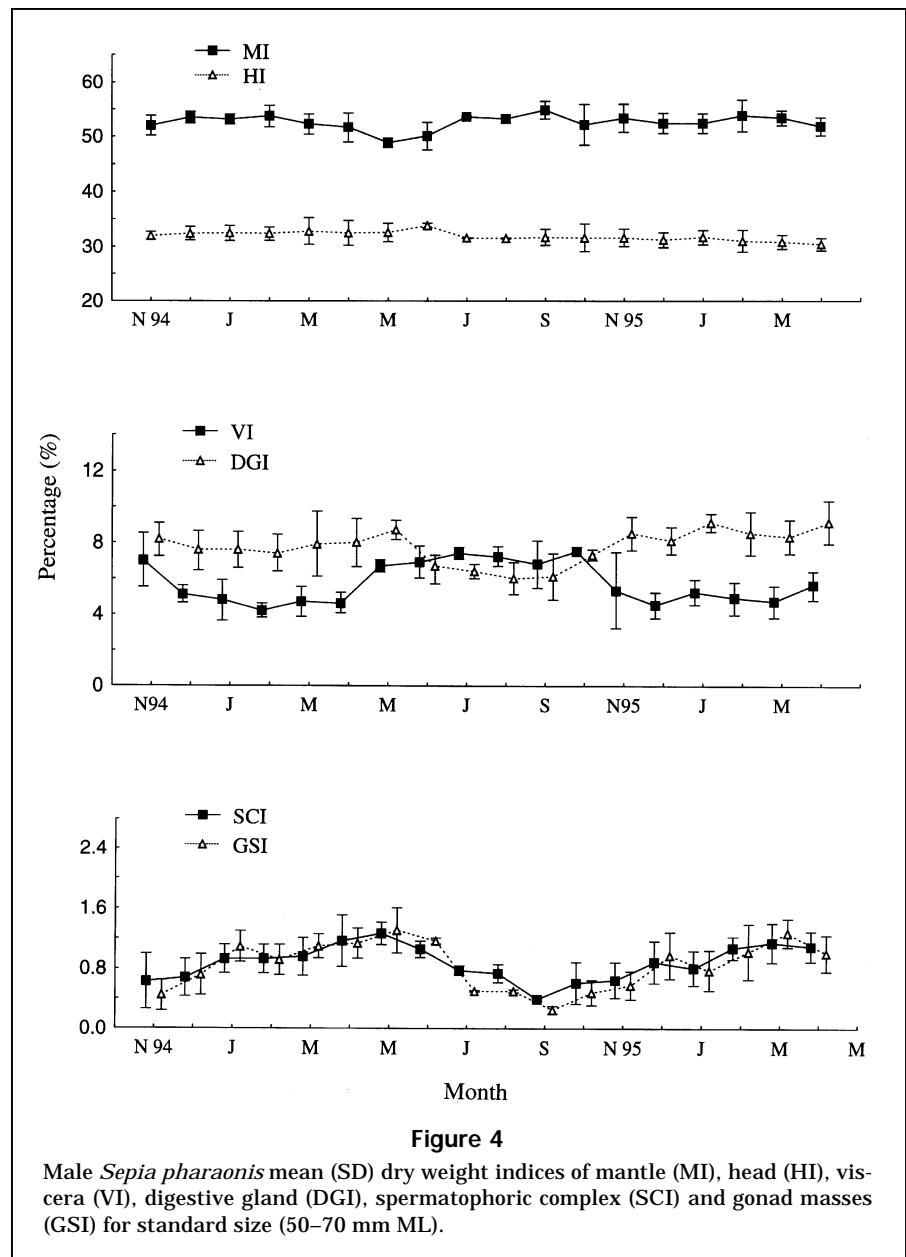 MI
HI
60
50
40
30
20
N 94 J M M J S N 95 J M
Percentage (%)
VI
DGI
12
8
4
0
N94 J M M J S N95 J M
SCI
GSI
2.4
1.6
0.8
0.0
N 94 J M M J S N 95 J M M
Month
Figure 4
Male Sepia pharaonis mean (SD) dry weight indices of mantle (MI), head (HI), vis-
cera (VI), digestive gland (DGI), spermatophoric complex (SCI) and gonad masses
(GSI) for standard size (50–70 mm ML).